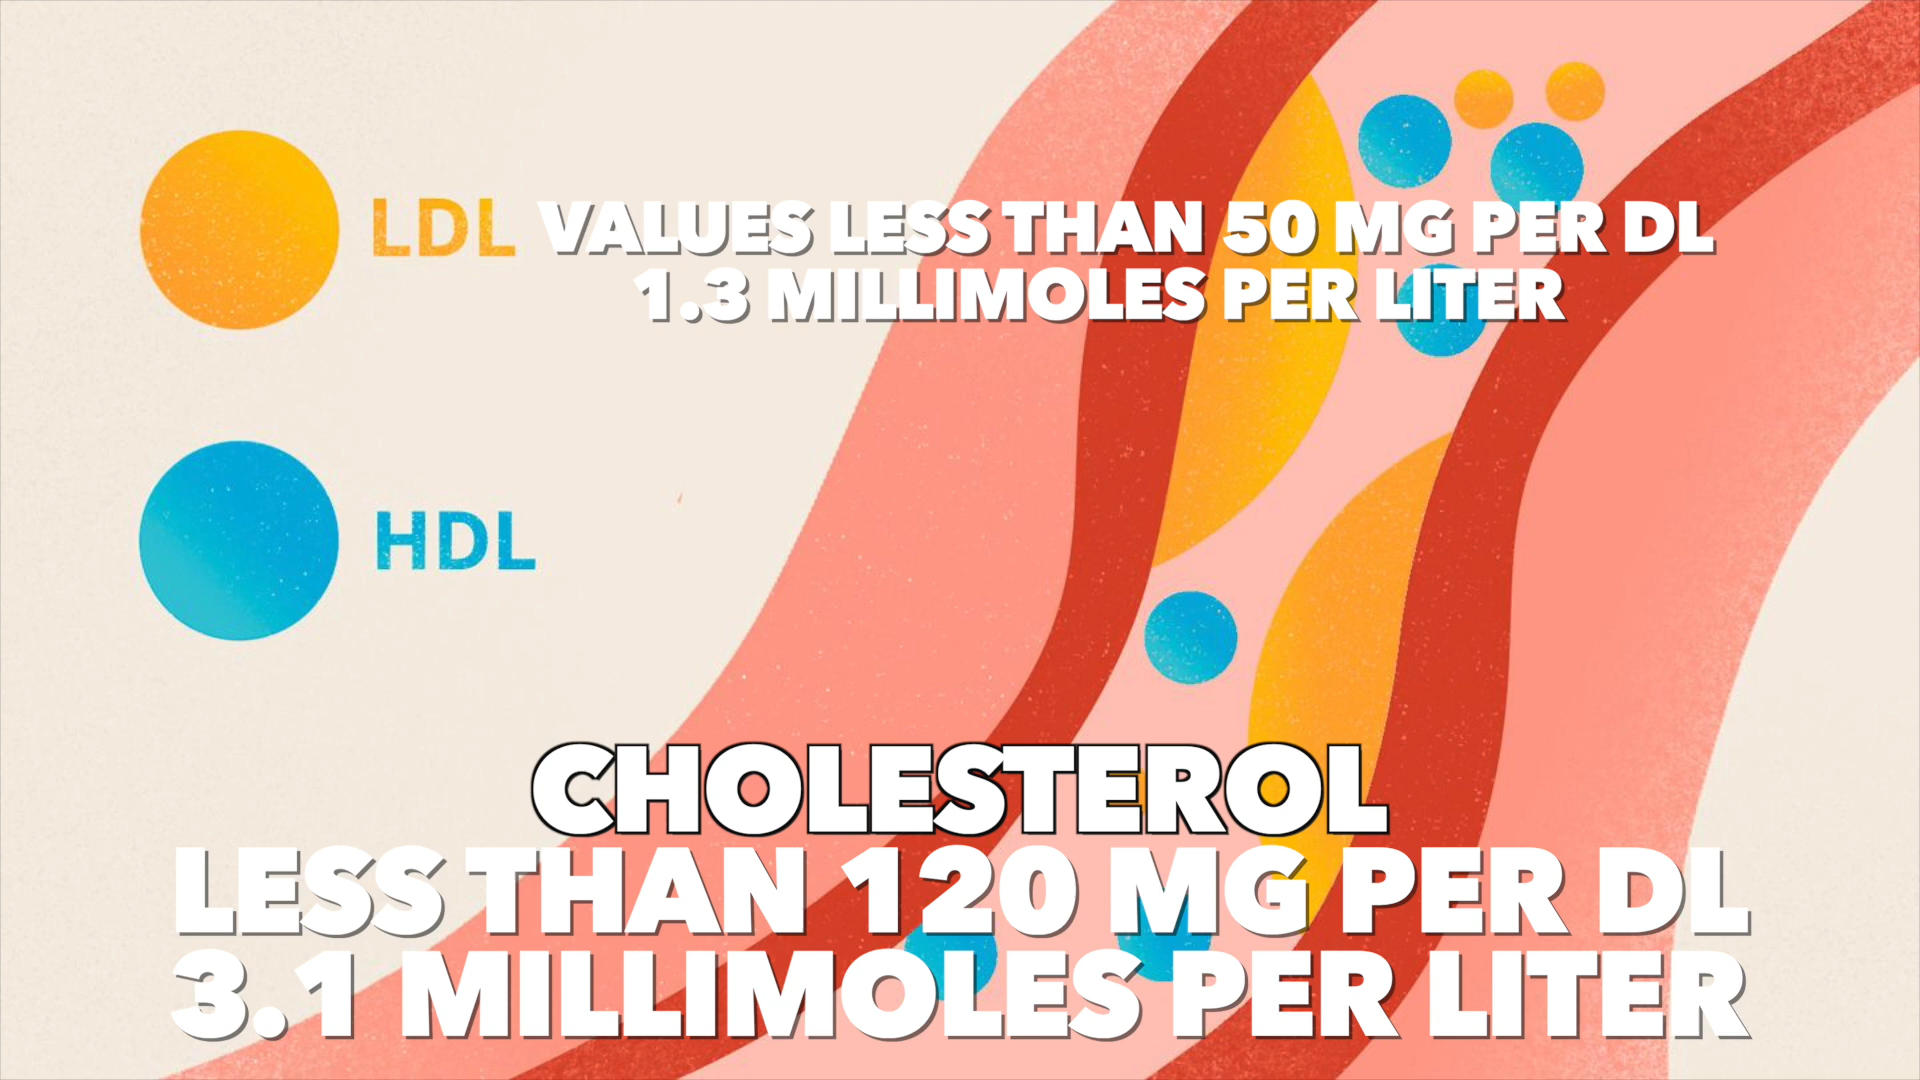 LDL VALUES LESS THAN 50 MG PER DL
1.3 MILLIMOLES PER LITER
HDL
CHOLESTEROL
LESS THAN 120 MG PER DL
3.1 MILLIMOLES PER LITER